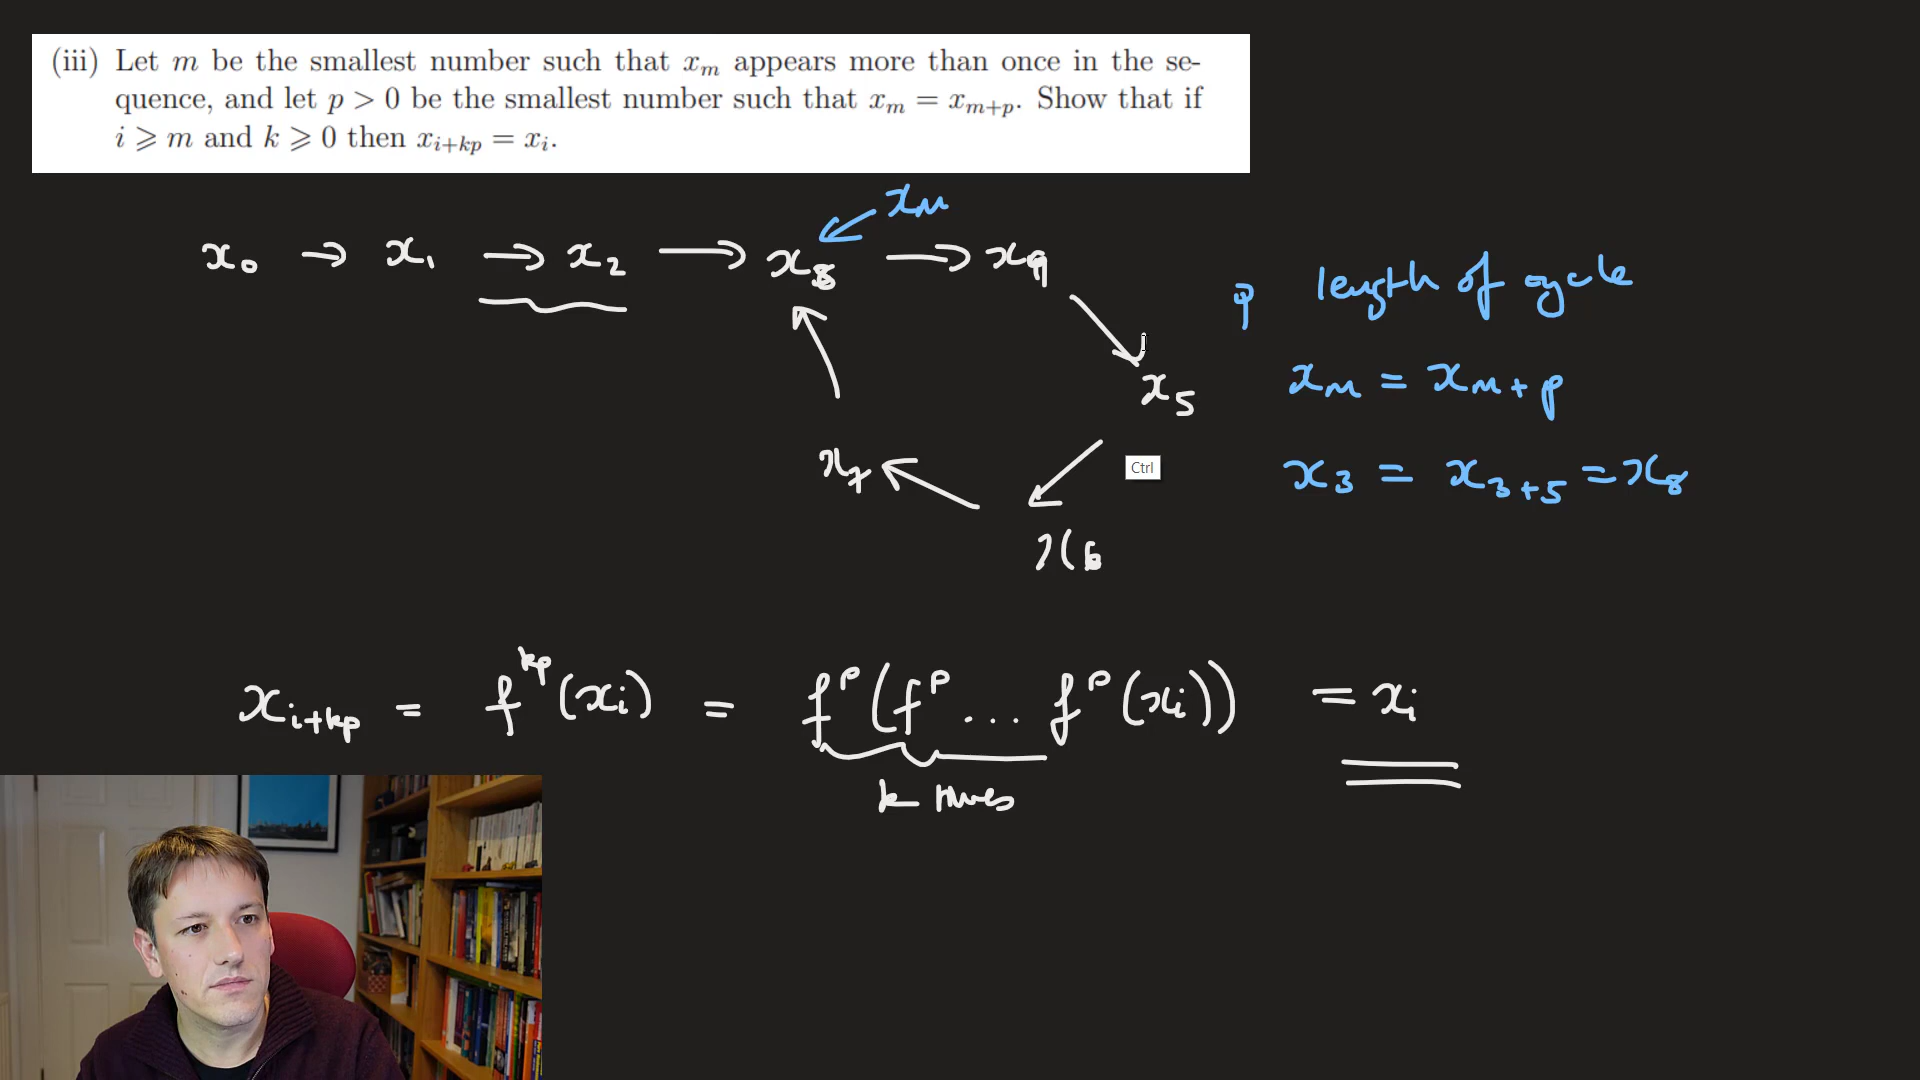 (iii) Let m be the smallest number such that xₘ appears more than once in the se-
quence, and let p > 0 be the smallest number such that xₘ = xₘ₊ₚ. Show that if
i ⩾ m and k ⩾ 0 then x_{i+kp} = x_i.
x_m
x_0 → x_1 → x_2 → x_8 → x_9
p length of cycle
x_m = x_{m+p}
x_5
x_7
Ctrl
x_3 = x_{3+5} = x_8
x_6
x_{i+kp} = f^{kp}(x_i) = f^p(f^p ... f^p(x_i)) = x_i
k times